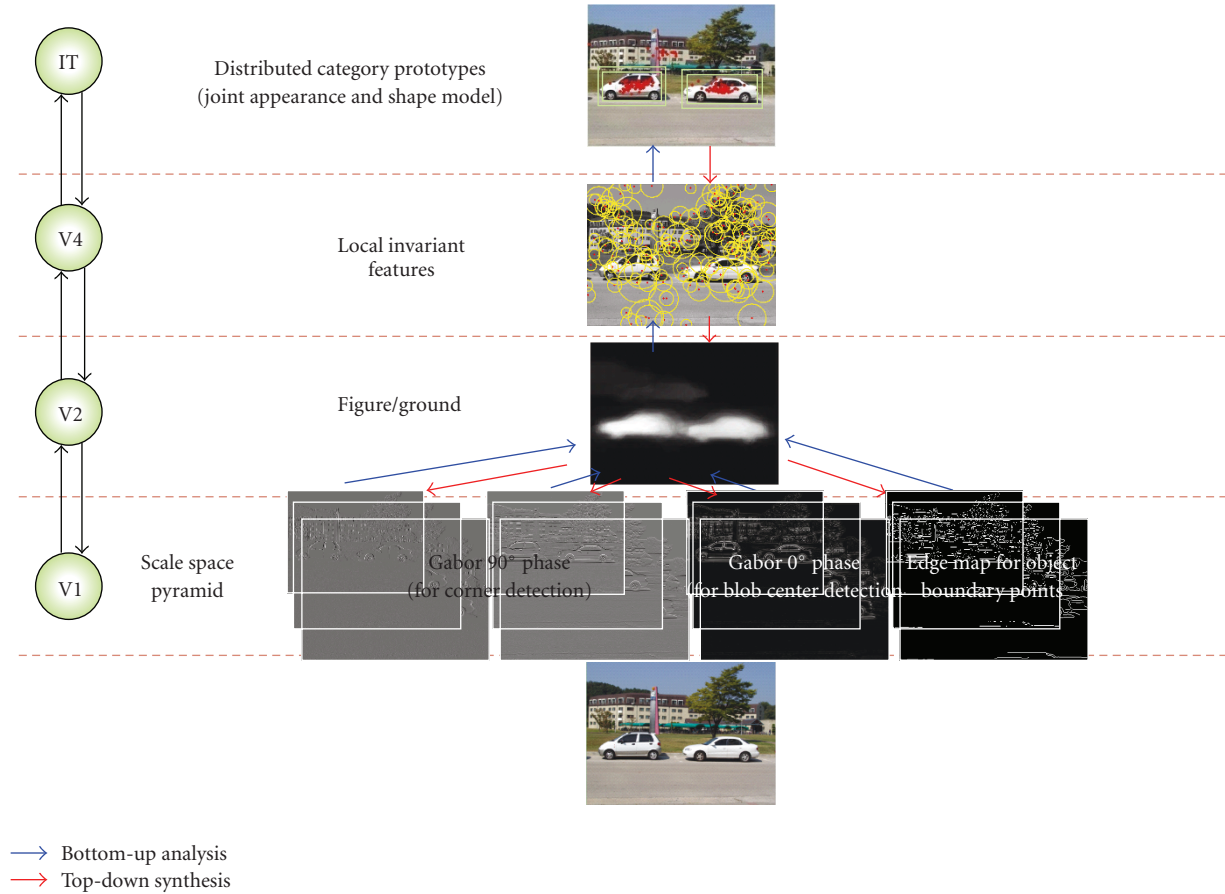 IT
Distributed category prototypes
(joint appearance and shape model)
V4
Local invariant
features
V2
Figure/ground
V1
Scale space
pyramid
Gabor 90° phase
(for corner detection)
Gabor 0° phase
(for blob center detection
Edge map for object
boundary points
Bottom-up analysis
Top-down synthesis